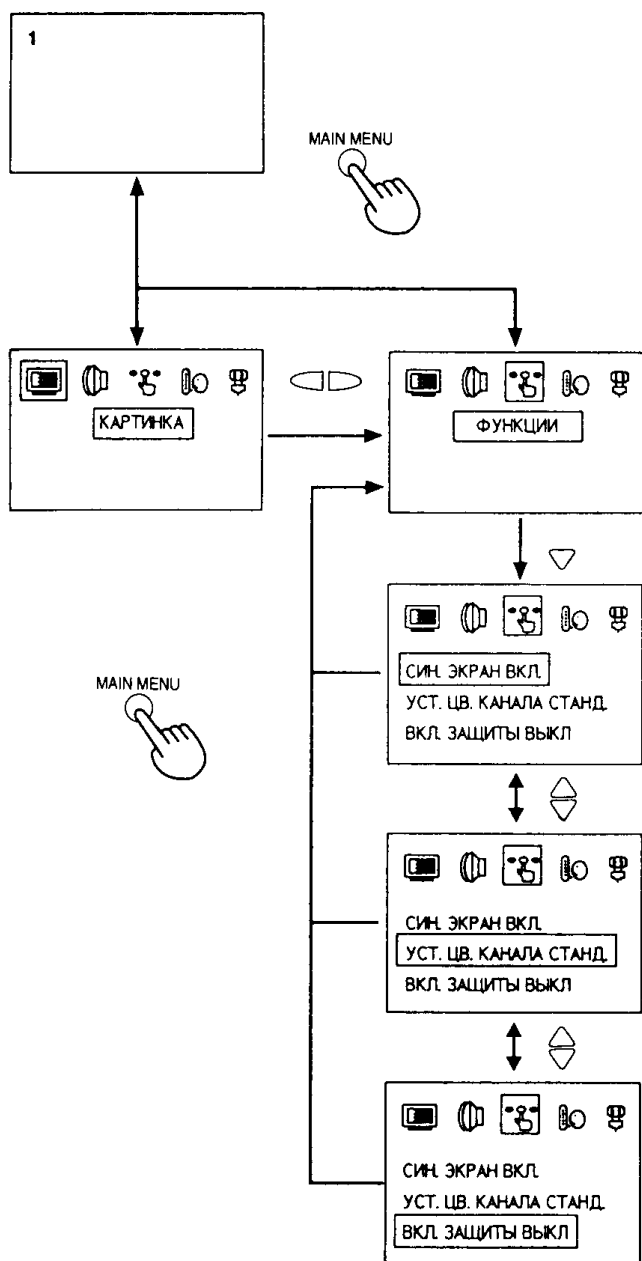 1
MAIN MENU
КАРТИНКА
ФУНКЦИИ
СИН. ЭКРАН ВКЛ.
УСТ. ЦВ. КАНАЛА СТАНД.
ВКЛ. ЗАЩИТЫ ВЫКЛ
MAIN MENU
СИН. ЭКРАН ВКЛ.
УСТ. ЦВ. КАНАЛА СТАНД.
ВКЛ. ЗАЩИТЫ ВЫКЛ
СИН. ЭКРАН ВКЛ.
УСТ. ЦВ. КАНАЛА СТАНД.
ВКЛ. ЗАЩИТЫ ВЫКЛ